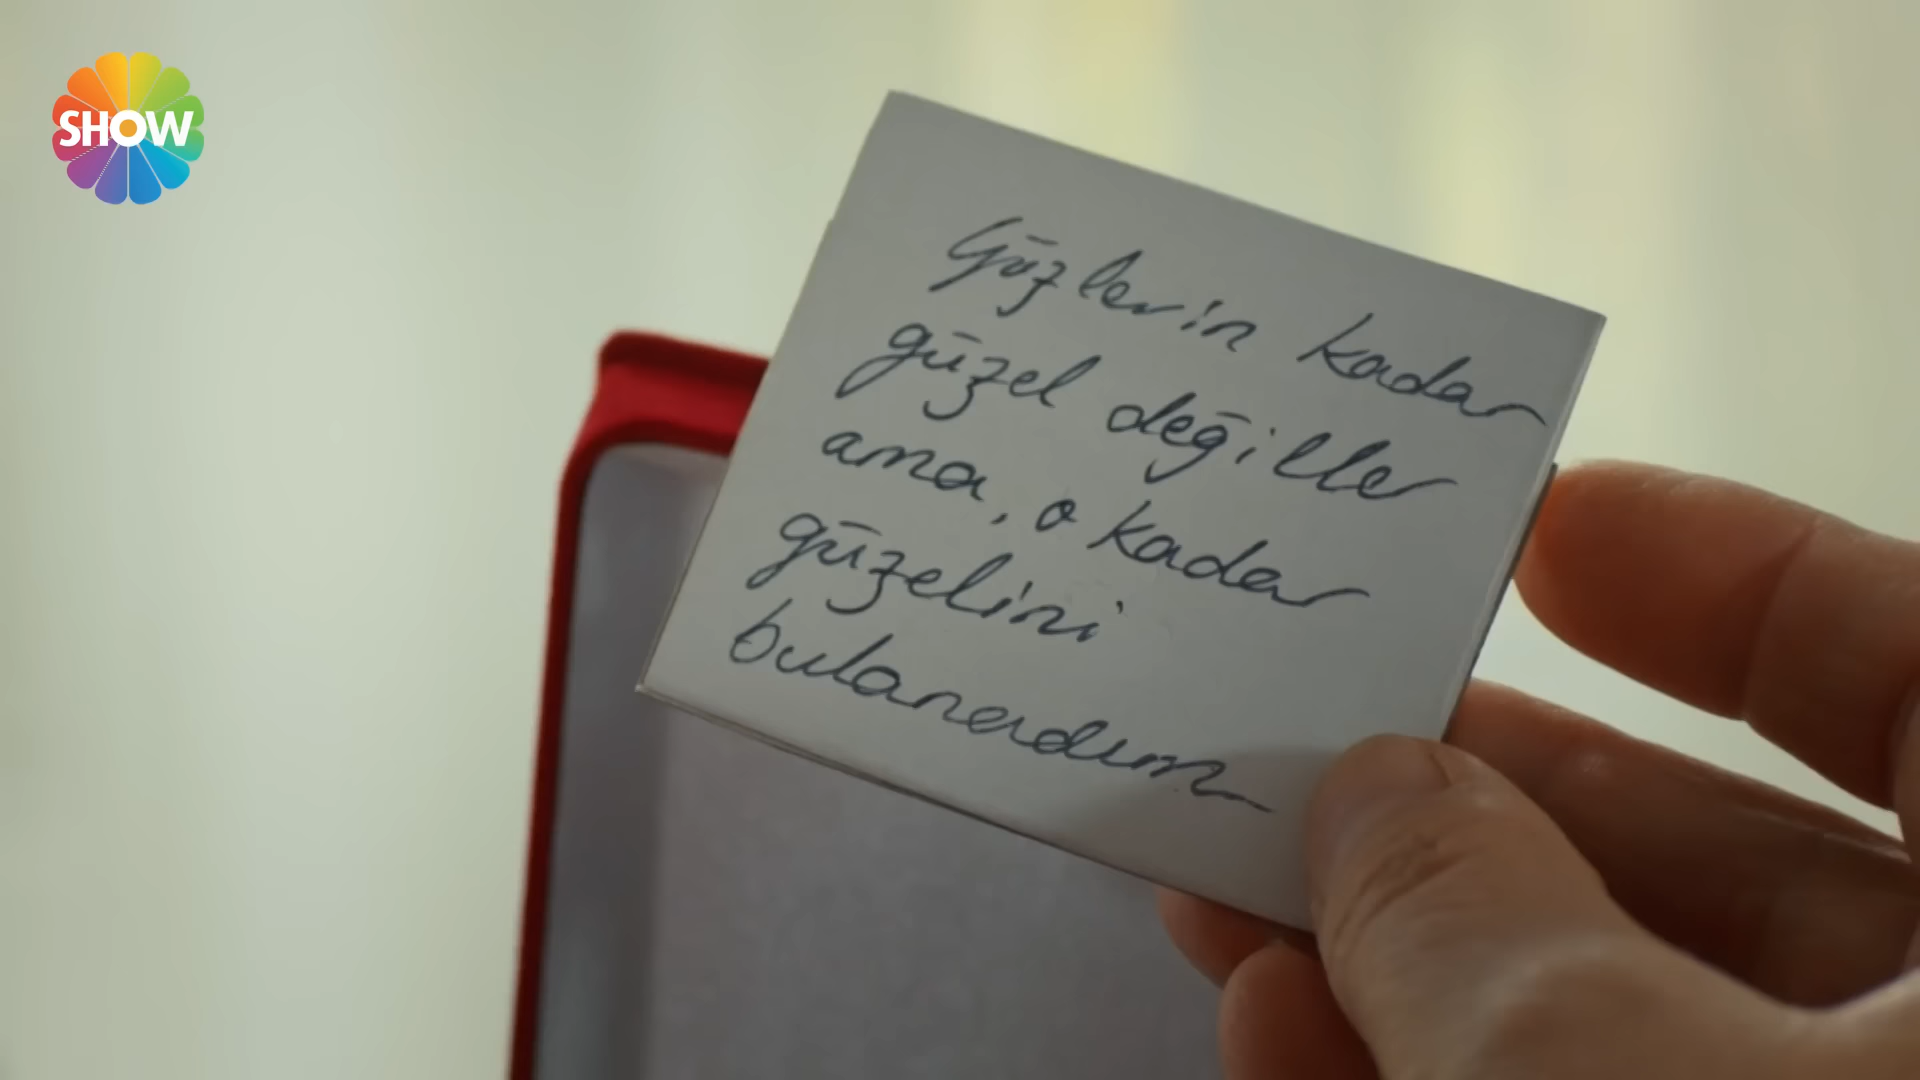 SHOW
Gözlerin kadar
güzel değiller
ama, o kadar
güzelini
bulamadım